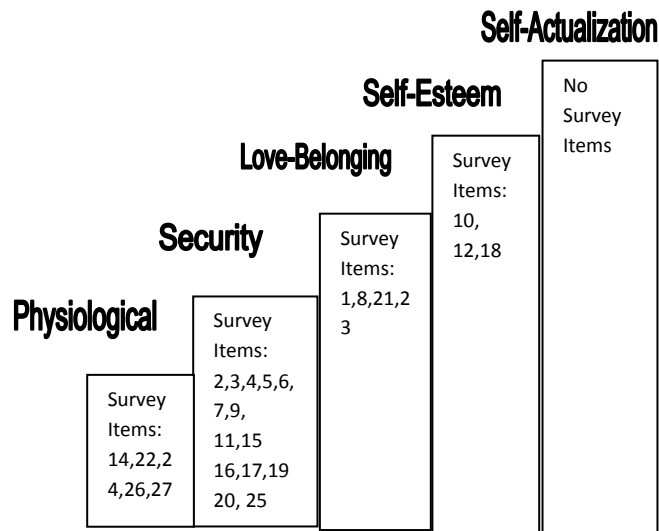 Self-Actualization
No
Survey
Items
Self-Esteem
Survey
Items:
10,
12,18
Love-Belonging
Survey
Items:
1,8,21,2
3
Security
Survey
Items:
2,3,4,5,6,
7,9,
11,15
16,17,19
20, 25
Physiological
Survey
Items:
14,22,2
4,26,27